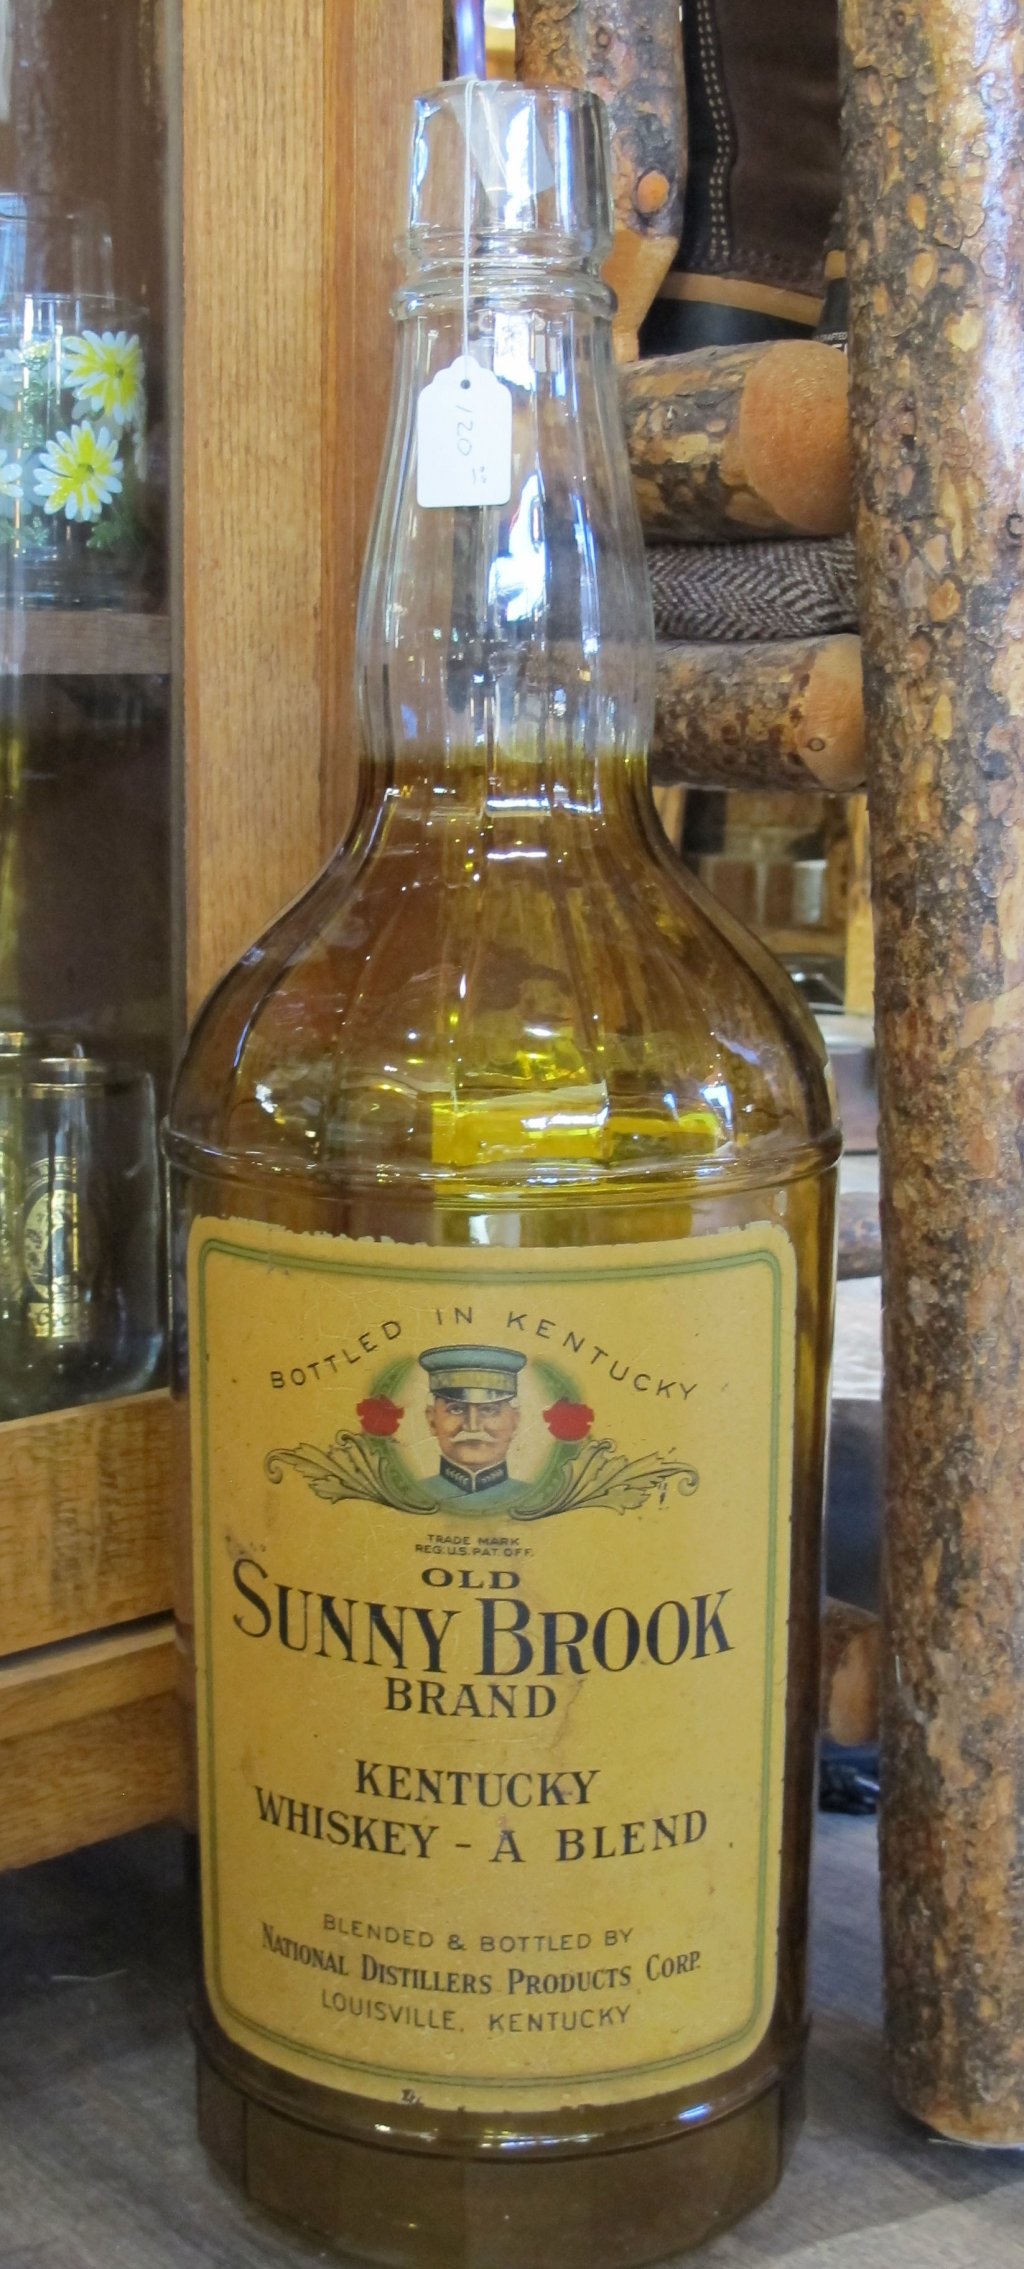 120
BOTTLED IN KENTUCKY
TRADE MARK
REG. U.S. PAT. OFF.
OLD
SUNNY BROOK
BRAND
KENTUCKY
WHISKEY - A BLEND
BLENDED & BOTTLED BY
NATIONAL DISTILLERS PRODUCTS CORP.
LOUISVILLE, KENTUCKY